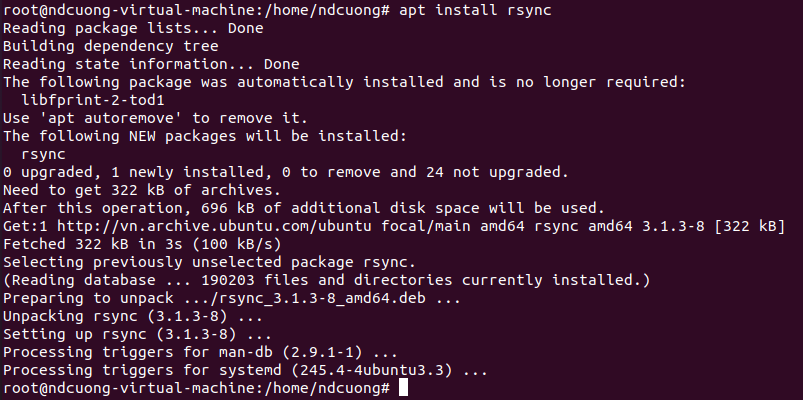 root@ndcuong-virtual-machine:/home/ndcuong# apt install rsync
Reading package lists... Done
Building dependency tree
Reading state information... Done
The following package was automatically installed and is no longer required:
  libfprint-2-tod1
Use 'apt autoremove' to remove it.
The following NEW packages will be installed:
  rsync
0 upgraded, 1 newly installed, 0 to remove and 24 not upgraded.
Need to get 322 kB of archives.
After this operation, 696 kB of additional disk space will be used.
Get:1 http://vn.archive.ubuntu.com/ubuntu focal/main amd64 rsync amd64 3.1.3-8 [322 kB]
Fetched 322 kB in 3s (100 kB/s)
Selecting previously unselected package rsync.
(Reading database ... 190203 files and directories currently installed.)
Preparing to unpack .../rsync_3.1.3-8_amd64.deb ...
Unpacking rsync (3.1.3-8) ...
Setting up rsync (3.1.3-8) ...
Processing triggers for man-db (2.9.1-1) ...
Processing triggers for systemd (245.4-4ubuntu3.3) ...
root@ndcuong-virtual-machine:/home/ndcuong#